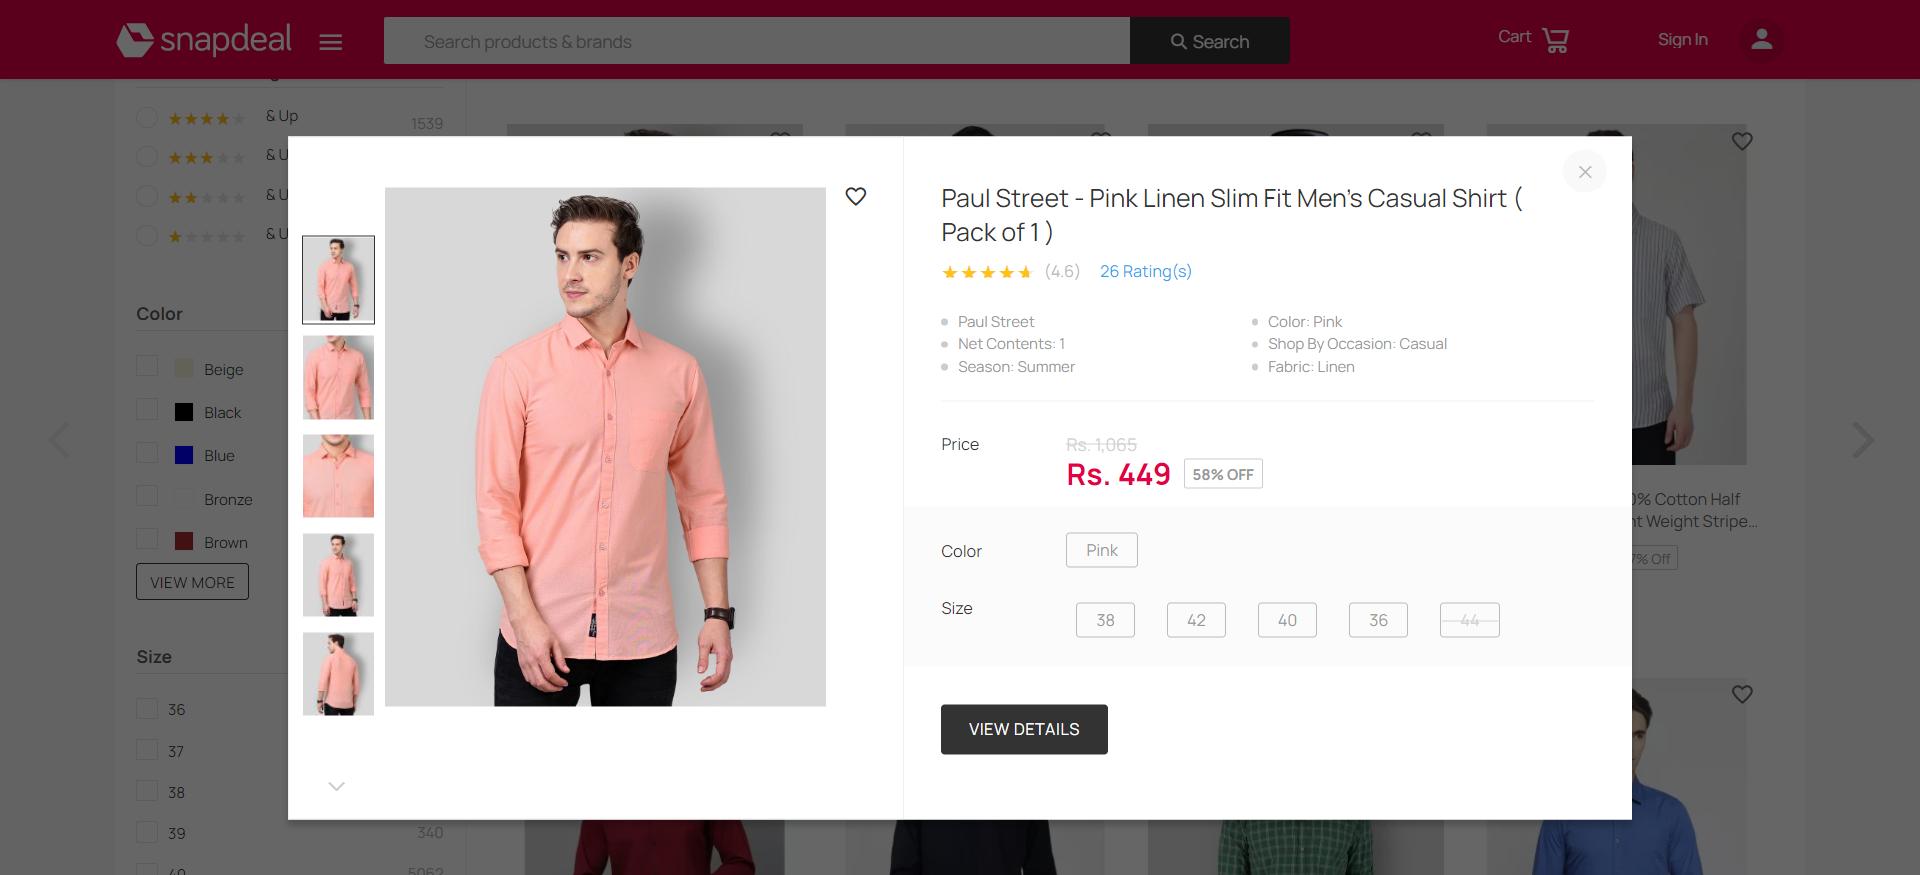 snapdeal
Search products & brands
Search
Cart
Sign In
& Up
1539
& U
& U
& U
Color
Beige
Black
Blue
Bronze
Brown
VIEW MORE
Size
36
37
38
39
340
40
5062
Paul Street - Pink Linen Slim Fit Men's Casual Shirt (
Pack of 1 )
(4.6)
26 Rating(s)
Paul Street
Net Contents: 1
Season: Summer
Color: Pink
Shop By Occasion: Casual
Fabric: Linen
Price
Rs. 1,065
Rs. 449
58% OFF
Color
Pink
Size
38
42
40
36
44
VIEW DETAILS
0% Cotton Half
nt Weight Stripe...
7% Off